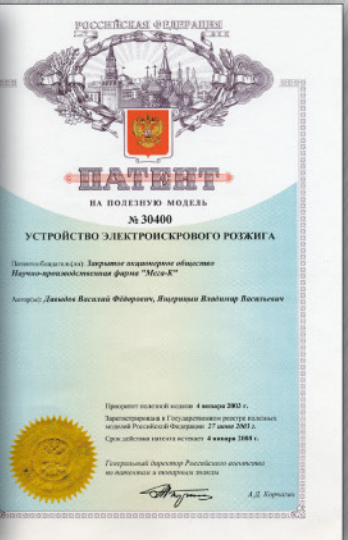 РОССИЙСКАЯ ФЕДЕРАЦИЯ
ПАТЕНТ
НА ПОЛЕЗНУЮ МОДЕЛЬ
№ 30400
УСТРОЙСТВО ЭЛЕКТРОИСКРОВОГО РОЗЖИГА
Патентообладатель(ли): Закрытое акционерное общество
Научно-производственная фирма "Мега-К"
Автор(ы): Давыдов Василий Фёдорович, Ящерицын Владимир Васильевич
Приоритет полезной модели 4 января 2003 г.
Зарегистрирован в Государственном реестре полезных
моделей Российской Федерации 27 июня 2003 г.
Срок действия патента истекает 4 января 2008 г.
Генеральный директор Российского агентства
по патентам и товарным знакам
А.Д. Корчагин